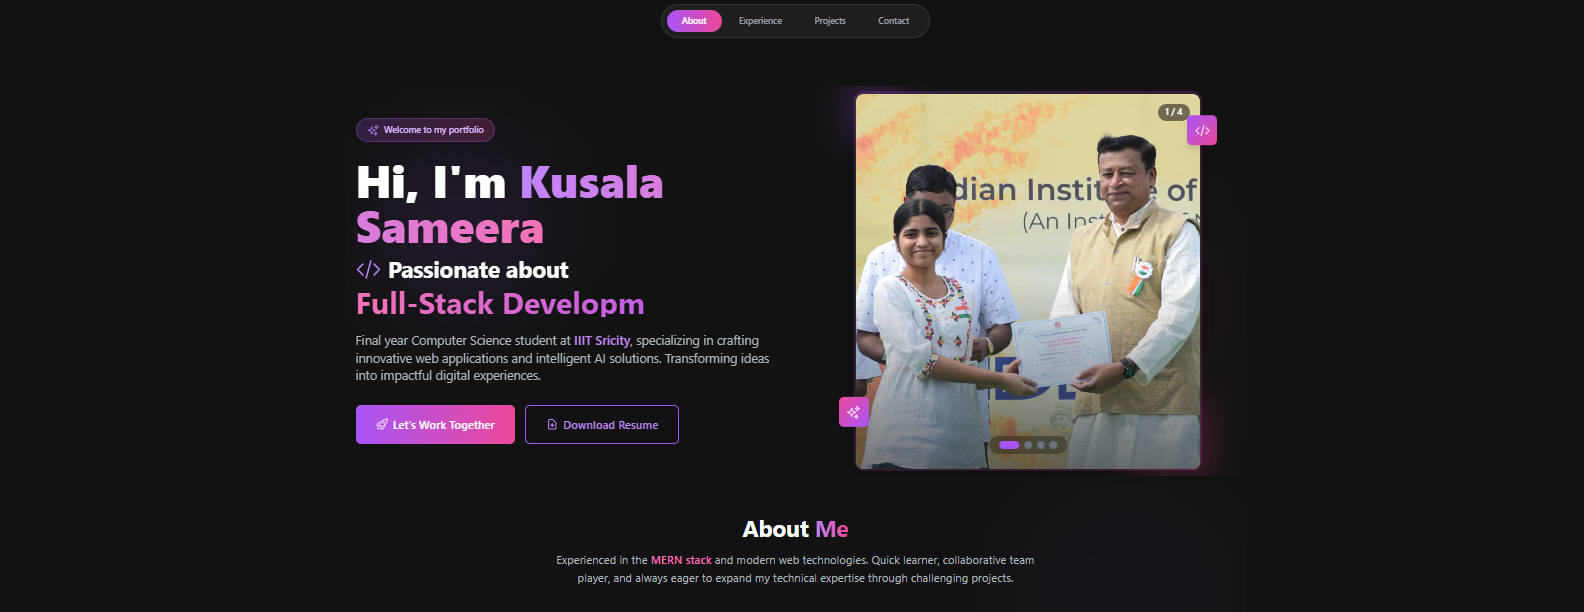 About
Experience
Projects
Contact
Welcome to my portfolio
Hi, I'm Kusala
Sameera
</> Passionate about
Full-Stack Developm
Final year Computer Science student at IIIT Sricity, specializing in crafting
innovative web applications and intelligent AI solutions. Transforming ideas
into impactful digital experiences.
Let's Work Together
Download Resume
1 / 4
</>
dian Instit e of
(An Inst
About Me
Experienced in the MERN stack and modern web technologies. Quick learner, collaborative team
player, and always eager to expand my technical expertise through challenging projects.